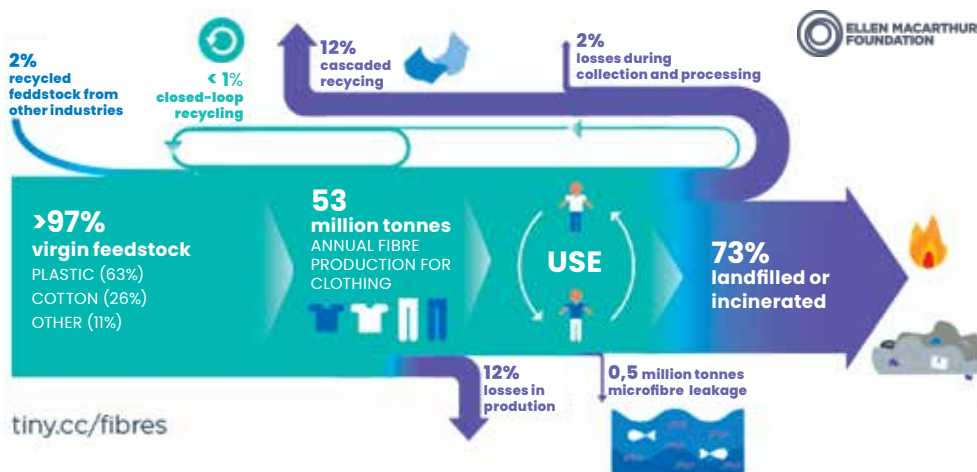 ELLEN MACARTHUR
FOUNDATION
2%
recycled
feddstock from
other industries
< 1%
closed-loop
recycling
12%
cascaded
recycing
2%
losses during
collection and processing
>97%
virgin feedstock
PLASTIC (63%)
COTTON (26%)
OTHER (11%)
53
million tonnes
ANNUAL FIBRE
PRODUCTION FOR
CLOTHING
USE
73%
landfilled or
incinerated
12%
losses in
prodution
0,5 million tonnes
microfibre leakage
tiny.cc/fibres